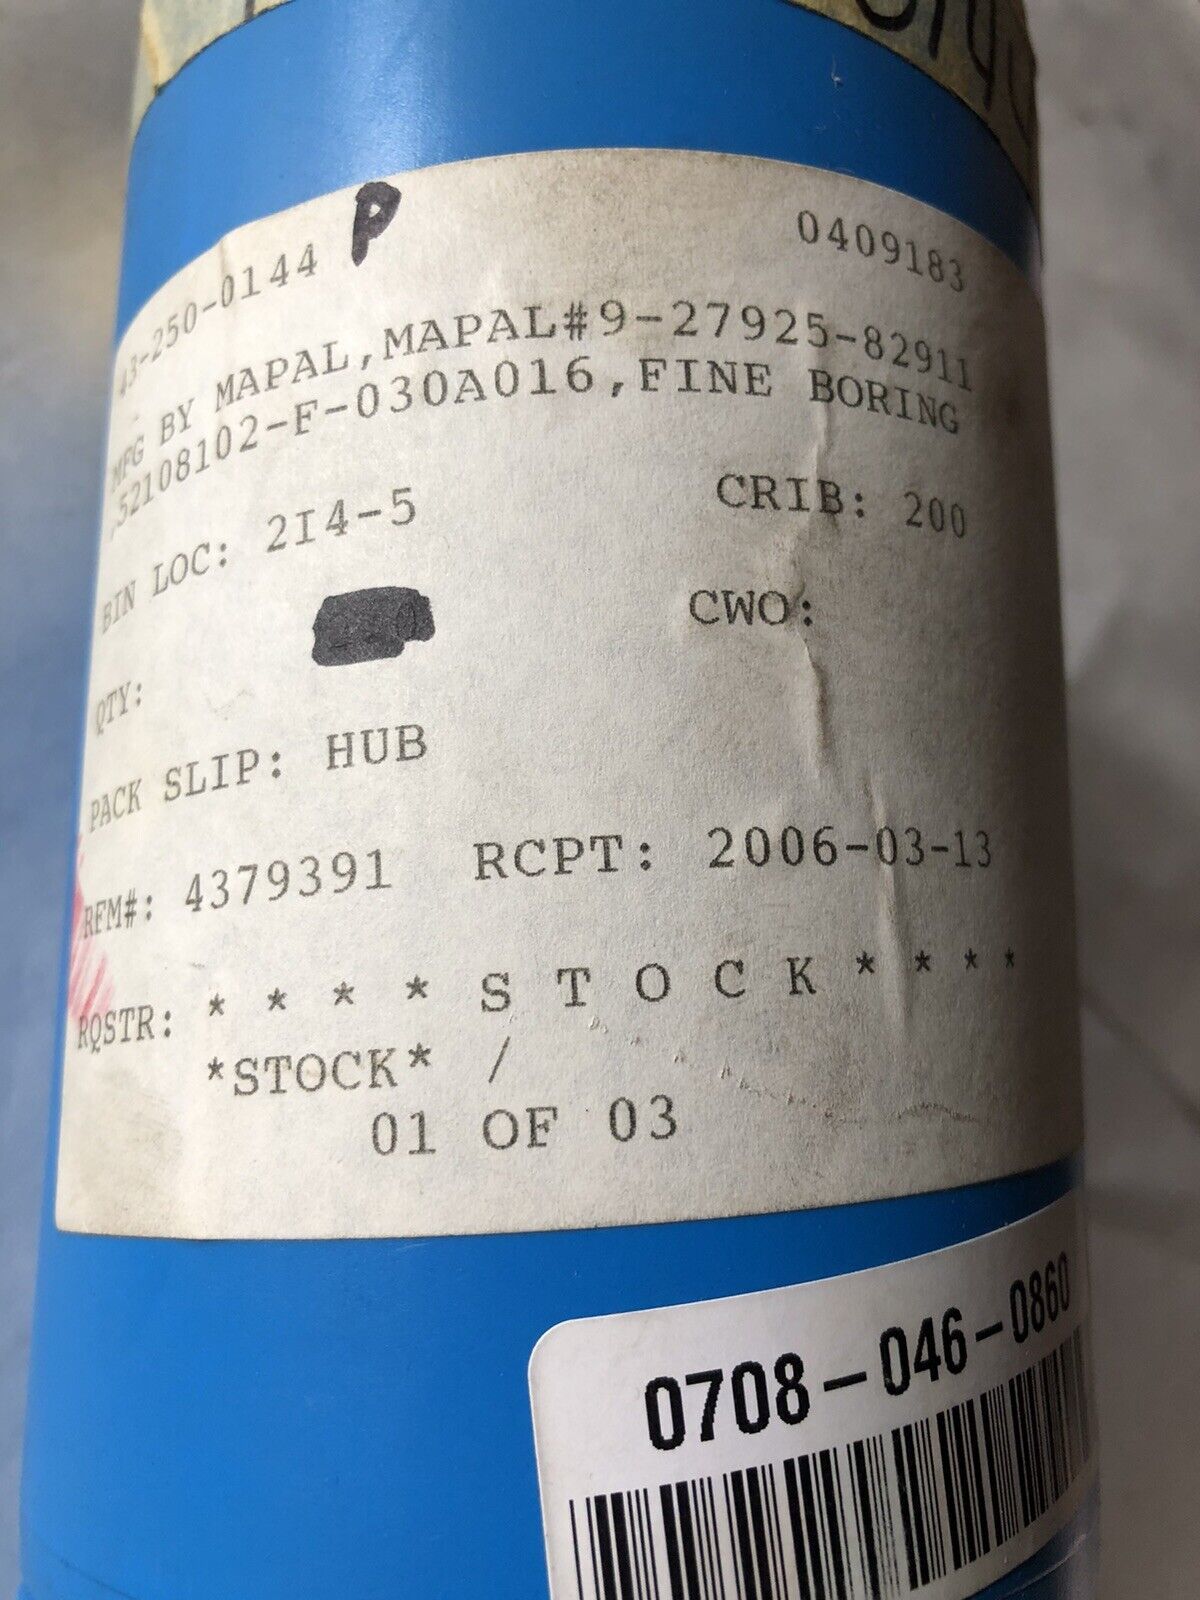 43-250-0144 P 0409183
MFG BY MAPAL,MAPAL#9-27925-82911
,52108102-F-030A016,FINE BORING
BIN LOC: 2I4-5 CRIB: 200
QTY: CWO:
PACK SLIP: HUB
RFM#: 4379391 RCPT: 2006-03-13
RQSTR: * * * * S T O C K * * * *
*STOCK* /
01 OF 03
0708-046-0860